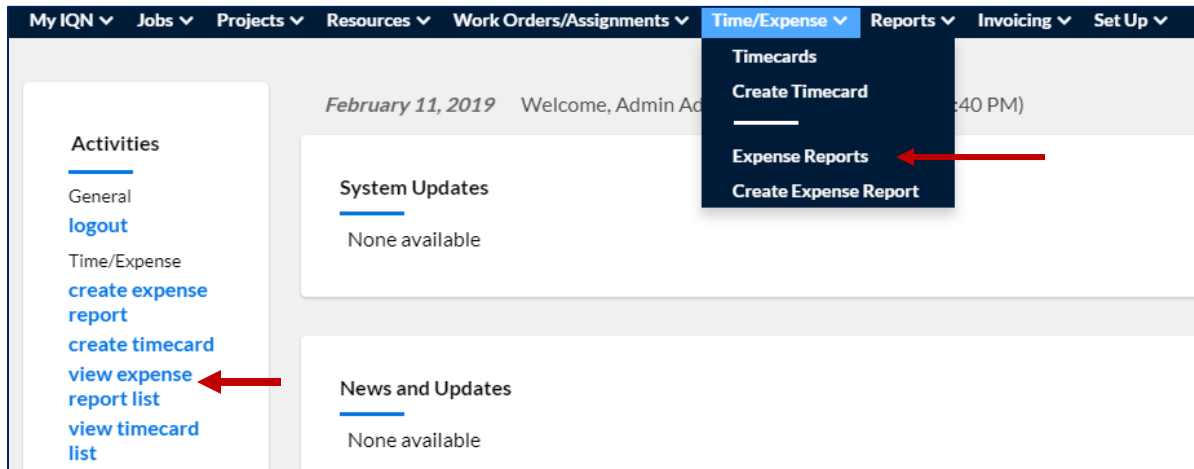 My IQN Jobs Projects Resources Work Orders/Assignments Time/Expense Reports Invoicing Set Up
Timecards
Create Timecard
Expense Reports
Create Expense Report
February 11, 2019 Welcome, Admin Ad :40 PM)
Activities
General
logout
Time/Expense
create expense
report
create timecard
view expense
report list
view timecard
list
System Updates
None available
News and Updates
None available